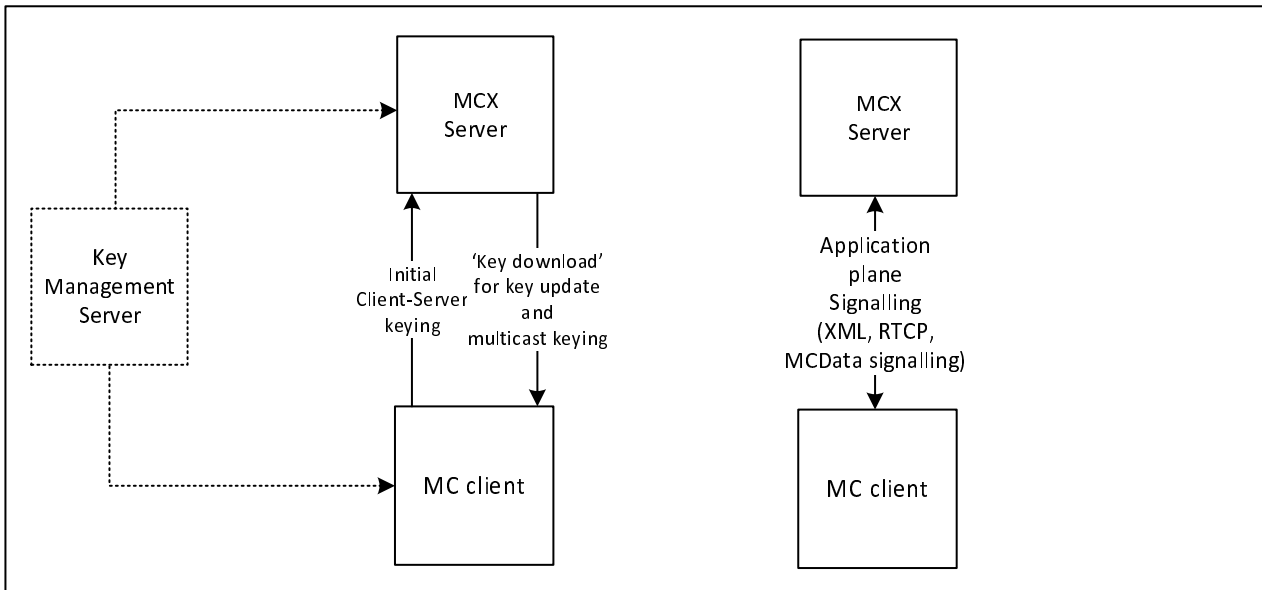 MCX
Server
Key
Management
Server
Initial
Client-Server
keying
‘Key download’
for key update
and
multicast keying
MC client
MCX
Server
Application
plane
Signalling
(XML, RTCP,
MCData signalling)
MC client